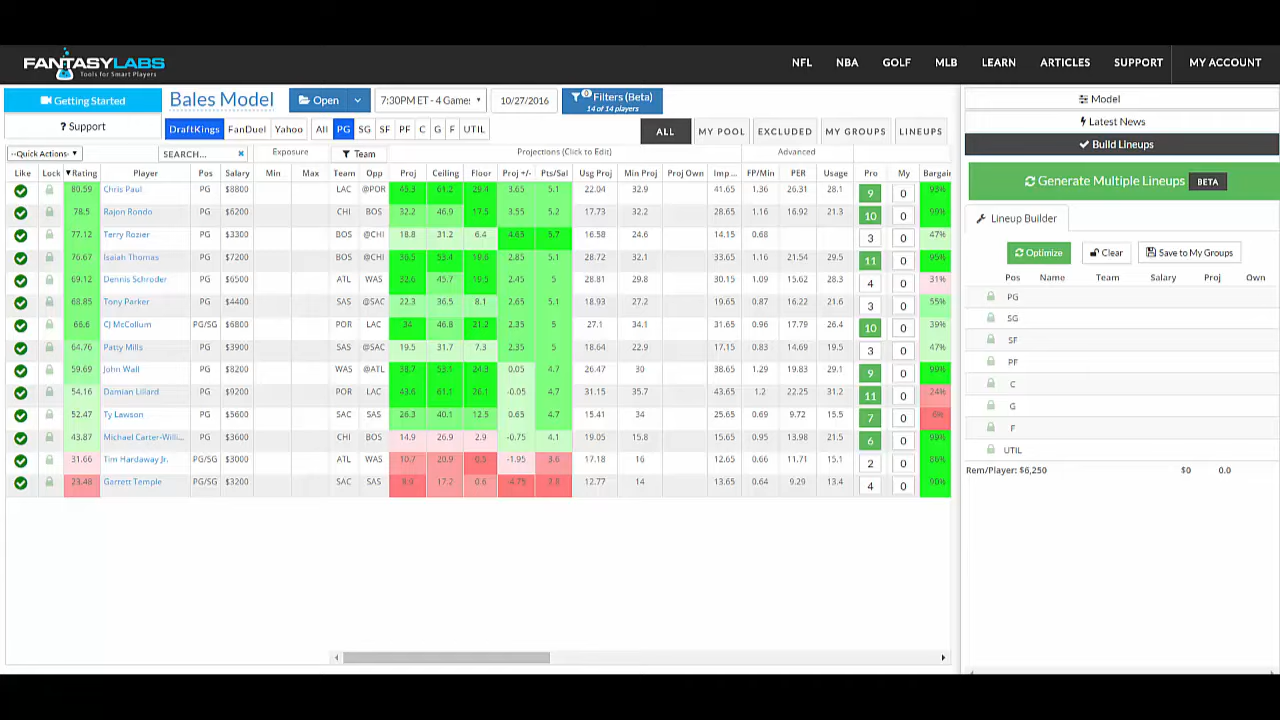 FANTASYLABS
Tools for Smart Players
NFL NBA GOLF MLB LEARN ARTICLES SUPPORT MY ACCOUNT
Getting Started Bales Model Open 7:30PM ET - 4 Game: 10/27/2016 Filters (Beta) 0
14 of 14 players
Model
? Support DraftKings FanDuel Yahoo All PG SG SF PF C G F UTIL ALL MY POOL EXCLUDED MY GROUPS LINEUPS
Latest News
Build Lineups
--Quick Actions- SEARCH... × Exposure Team Projections (Click to Edit) Advanced
Like Lock Rating Player Pos Salary Min Max Team Opp Proj Ceiling Floor Proj +/- Pts/Sal Usg Proj Min Proj Proj Own Imp... FP/Min PER Usage Pro My Bargain
80.59 Chris Paul PG $8800 LAC @POR 45.3 61.2 29.4 3.65 5.1 22.04 32.9 41.65 1.36 26.31 28.1 9 0 93%
78.5 Rajon Rondo PG $6200 CHI BOS 32.2 46.9 17.5 3.55 5.2 17.73 32.2 28.65 1.16 16.92 21.3 10 0 99%
77.12 Terry Rozier PG $3300 BOS @CHI 18.8 31.2 6.4 4.65 5.7 16.58 24.6 14.15 0.68 3 0 47%
76.67 Isaiah Thomas PG $7200 BOS @CHI 36.5 53.4 19.6 2.85 5.1 28.72 32.1 33.65 1.16 21.54 29.5 11 0 95%
69.12 Dennis Schroder PG $6500 ATL WAS 32.6 45.7 19.5 2.45 5 28.81 29.8 30.15 1.09 15.62 28.3 4 0 31%
68.85 Tony Parker PG $4400 SAS @SAC 22.3 36.5 8.1 2.65 5.1 18.93 27.2 19.65 0.87 16.22 21.6 3 0 55%
66.6 CJ McCollum PG/SG $6800 POR LAC 34 46.8 21.2 2.35 5 27.1 34.1 31.65 0.96 17.79 26.4 10 0 39%
64.76 Patty Mills PG $3900 SAS @SAC 19.5 31.7 7.3 2.35 5 18.64 22.9 17.15 0.83 14.69 19.5 3 0 47%
59.69 John Wall PG $8200 WAS @ATL 38.7 53.1 24.3 0.05 4.7 26.47 30 38.65 1.29 19.83 29.1 9 0 99%
54.16 Damian Lillard PG $9200 POR LAC 43.6 61.1 26.1 -0.05 4.7 31.15 35.7 43.65 1.2 22.25 31.2 11 0 24%
52.47 Ty Lawson PG $5600 SAC SAS 26.3 40.1 12.5 0.65 4.7 15.41 34 25.65 0.69 9.72 15.5 7 0 6%
43.87 Michael Carter-Willi... PG $3600 CHI BOS 14.9 26.9 2.9 -0.75 4.1 19.05 15.8 15.65 0.95 13.98 21.5 6 0 99%
31.66 Tim Hardaway Jr. PG/SG $3000 ATL WAS 10.7 20.9 0.5 -1.95 3.6 17.18 16 12.65 0.66 11.71 15.1 2 0 86%
23.48 Garrett Temple PG/SG $3200 SAC SAS 8.9 17.2 0.6 -4.75 2.8 12.77 14 13.65 0.64 9.29 13.4 4 0 90%
Generate Multiple Lineups BETA
Lineup Builder
Optimize Clear Save to My Groups
Pos Name Team Salary Proj Own
PG
SG
SF
PF
C
G
F
UTIL
Rem/Player: $6,250 $0 0.0